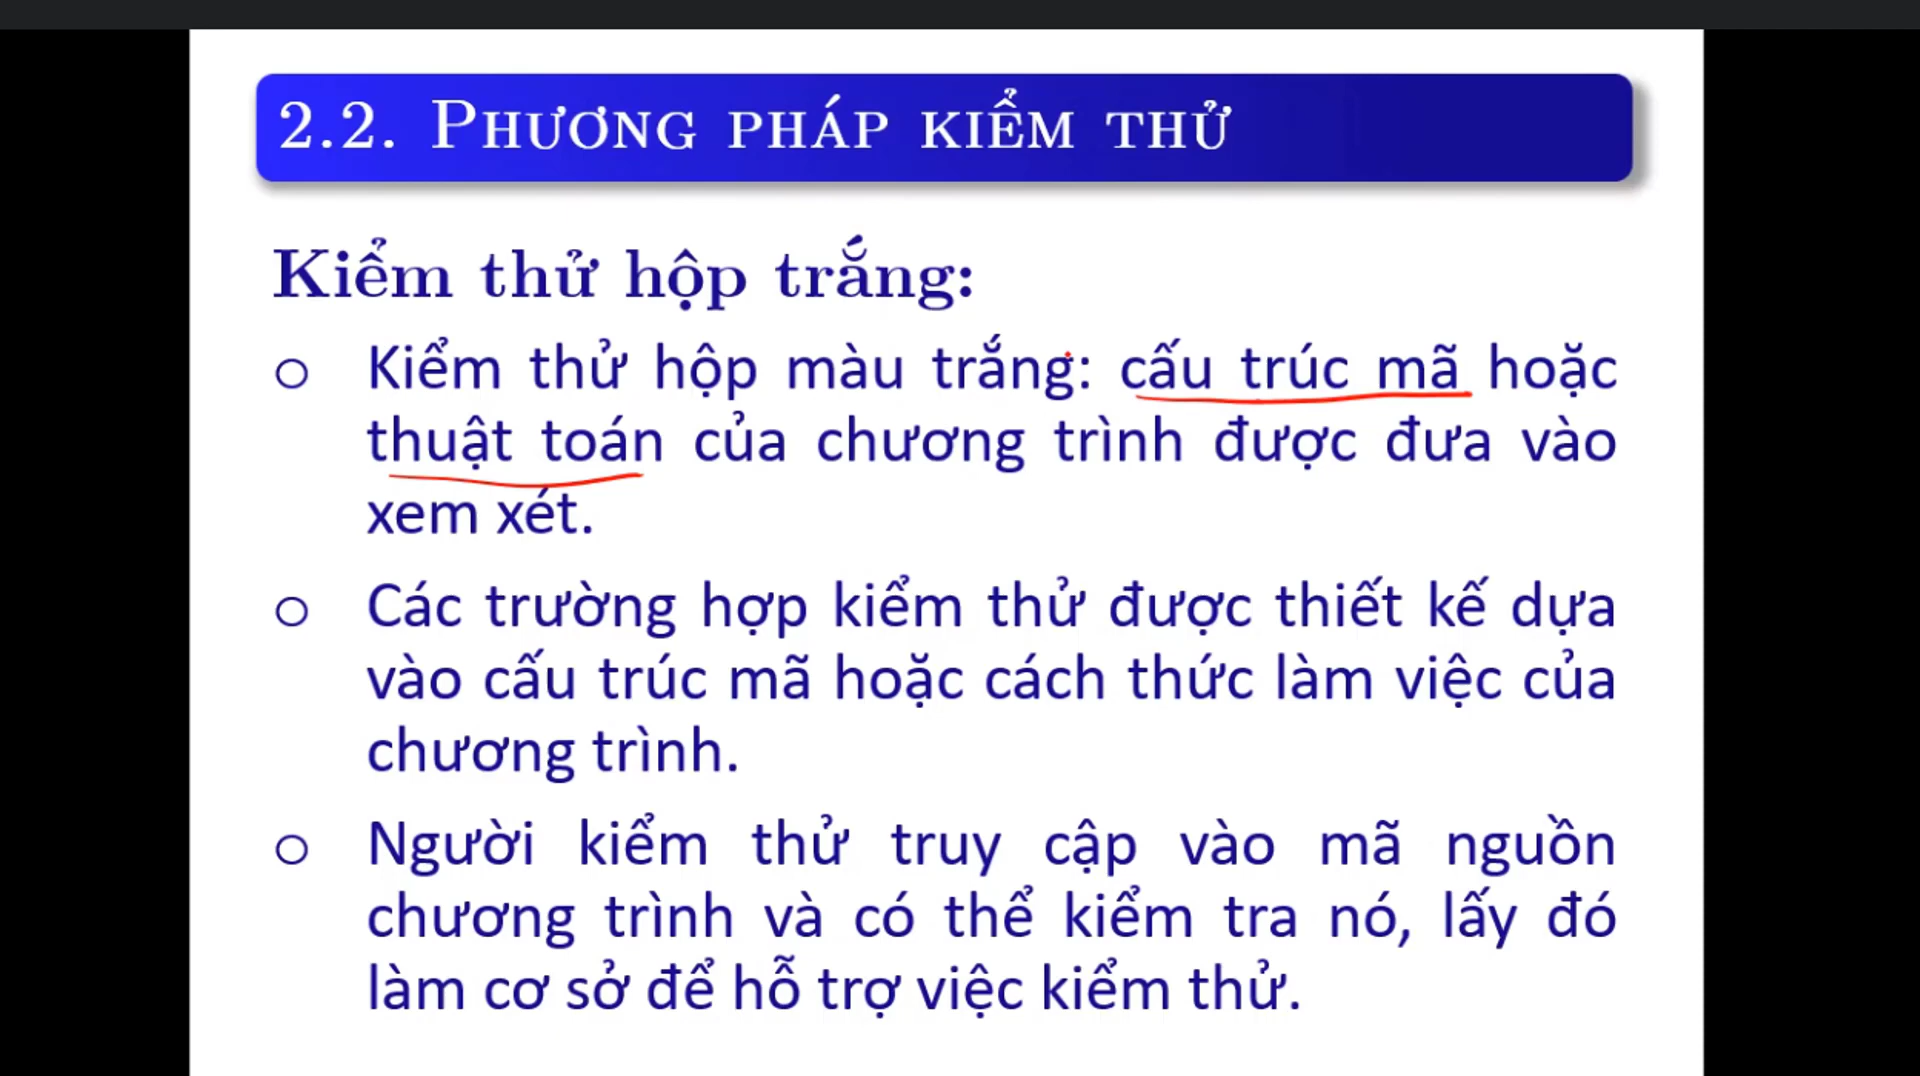 2.2. Phương pháp kiểm thử
Kiểm thử hộp trắng:
o Kiểm thử hộp màu trắng: cấu trúc mã hoặc
thuật toán của chương trình được đưa vào
xem xét.
o Các trường hợp kiểm thử được thiết kế dựa
vào cấu trúc mã hoặc cách thức làm việc của
chương trình.
o Người kiểm thử truy cập vào mã nguồn
chương trình và có thể kiểm tra nó, lấy đó
làm cơ sở để hỗ trợ việc kiểm thử.